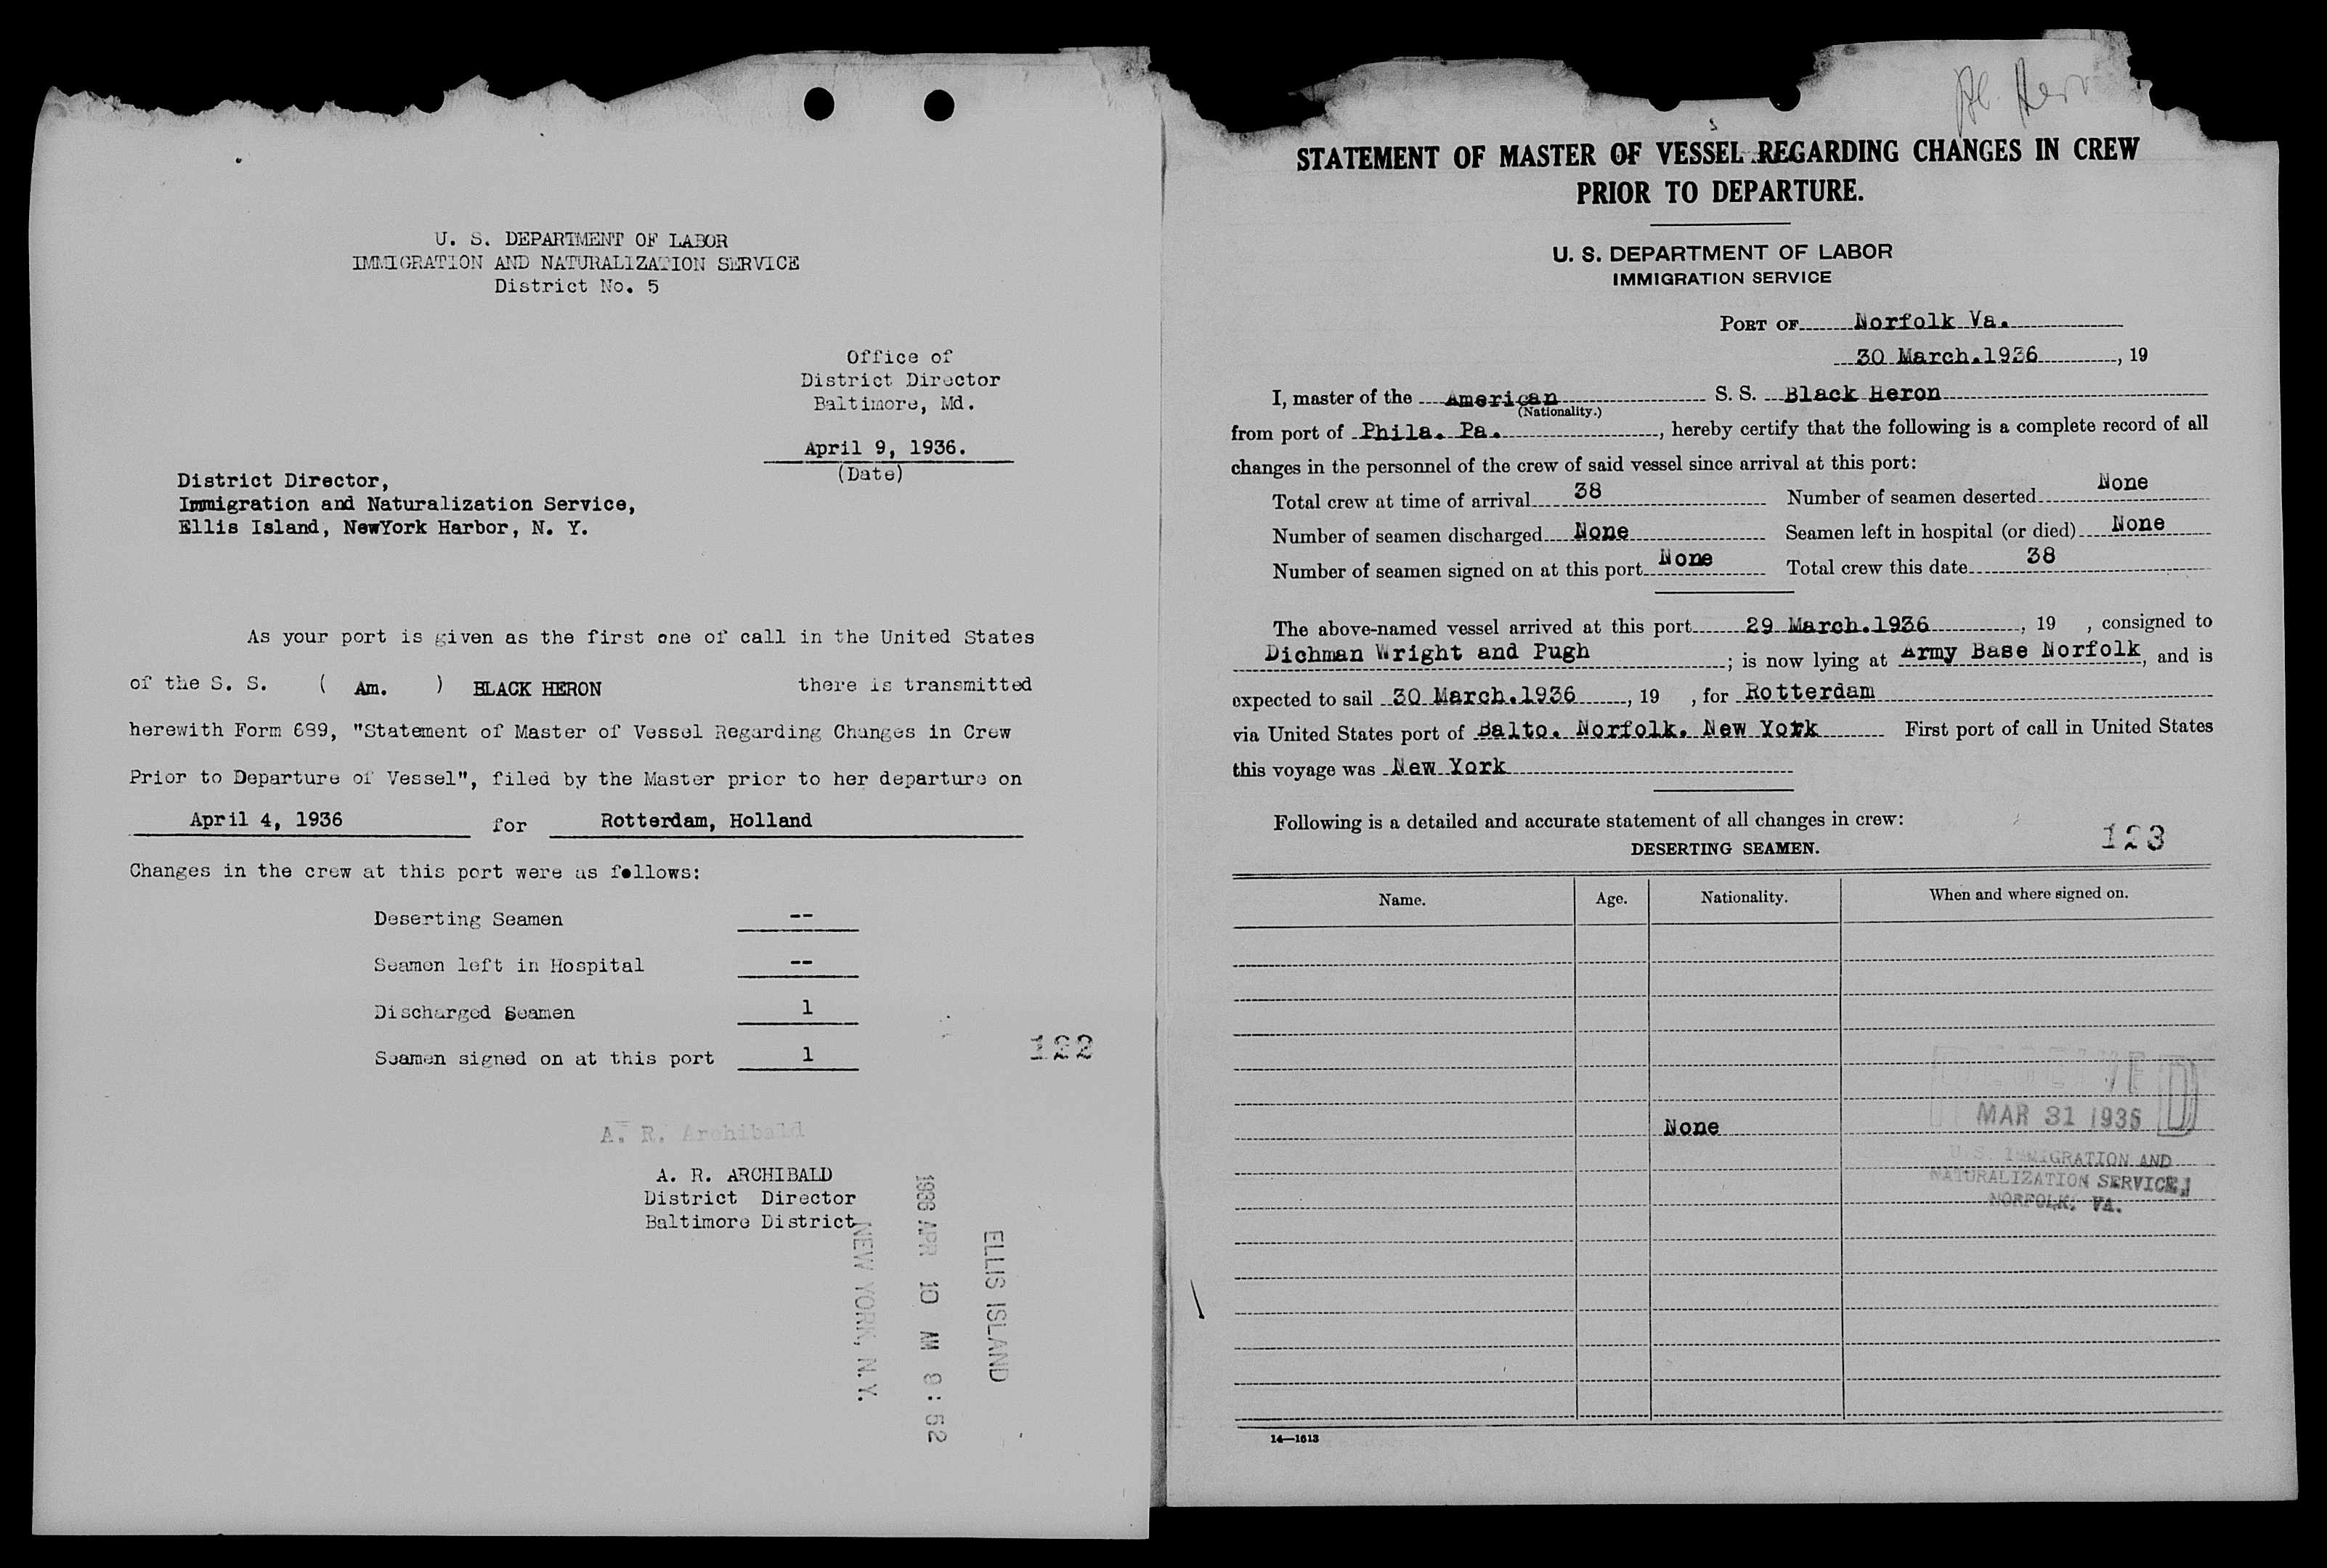 U. S. DEPARTMENT OF LABOR
IMMIGRATION AND NATURALIZATION SERVICE
District No. 5
Office of
District Director
Baltimore, Md.
April 9, 1936.
(Date)
District Director,
Immigration and Naturalization Service,
Ellis Island, NewYork Harbor, N. Y.
As your port is given as the first one of call in the United States
of the S. S. ( Am. ) BLACK HERON there is transmitted
herewith Form 689, "Statement of Master of Vessel Regarding Changes in Crew
Prior to Departure of Vessel", filed by the Master prior to her departure on
April 4, 1936 for Rotterdam, Holland
Changes in the crew at this port were as follows:
Deserting Seamen --
Seamen left in Hospital --
Discharged Seamen 1
Seamen signed on at this port 1
122
A. R. Archibald
A. R. ARCHIBALD
District Director
Baltimore District
ELLIS ISLAND
1936 APR 10 AM 9:52
NEW YORK, N.Y.
Bl. Her
STATEMENT OF MASTER OF VESSEL REGARDING CHANGES IN CREW
PRIOR TO DEPARTURE.
U. S. DEPARTMENT OF LABOR
IMMIGRATION SERVICE
PORT OF Norfolk Va.
30 March.1936, 19
I, master of the American S. S. Black Heron
(Nationality.)
from port of Phila. Pa., hereby certify that the following is a complete record of all
changes in the personnel of the crew of said vessel since arrival at this port:
Total crew at time of arrival 38 Number of seamen deserted None
Number of seamen discharged None Seamen left in hospital (or died) None
Number of seamen signed on at this port None Total crew this date 38
The above-named vessel arrived at this port 29 March.1936, 19 , consigned to
Dichman Wright and Pugh; is now lying at Army Base Norfolk, and is
expected to sail 30 March.1936, 19 , for Rotterdam
via United States port of Balto. Norfolk. New York First port of call in United States
this voyage was New York
Following is a detailed and accurate statement of all changes in crew:
123
DESERTING SEAMEN.
Name. Age. Nationality. When and where signed on.
None
RECEIVED
MAR 31 1936
U.S. IMMIGRATION AND
NATURALIZATION SERVICE,
NORFOLK, VA.
14—1613